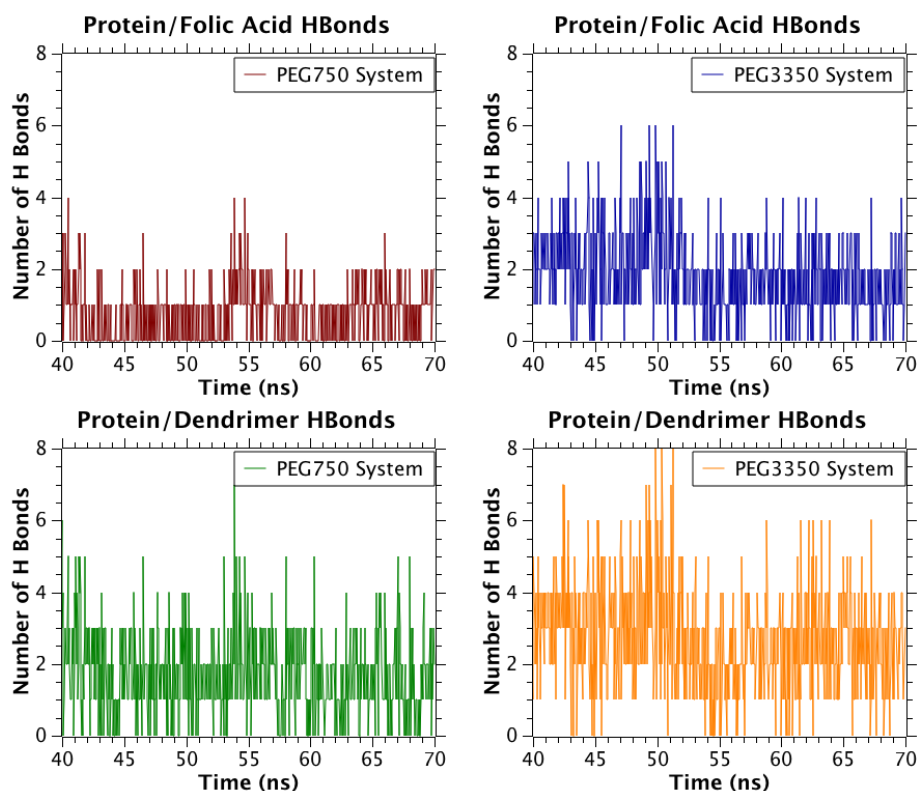 Protein/Folic Acid HBonds
PEG750 System
Number of H Bonds
8
6
4
2
0
40 45 50 55 60 65 70
Time (ns)
Protein/Folic Acid HBonds
PEG3350 System
Number of H Bonds
8
6
4
2
0
40 45 50 55 60 65 70
Time (ns)
Protein/Dendrimer HBonds
PEG750 System
Number of H Bonds
8
6
4
2
0
40 45 50 55 60 65 70
Time (ns)
Protein/Dendrimer HBonds
PEG3350 System
Number of H Bonds
8
6
4
2
0
40 45 50 55 60 65 70
Time (ns)